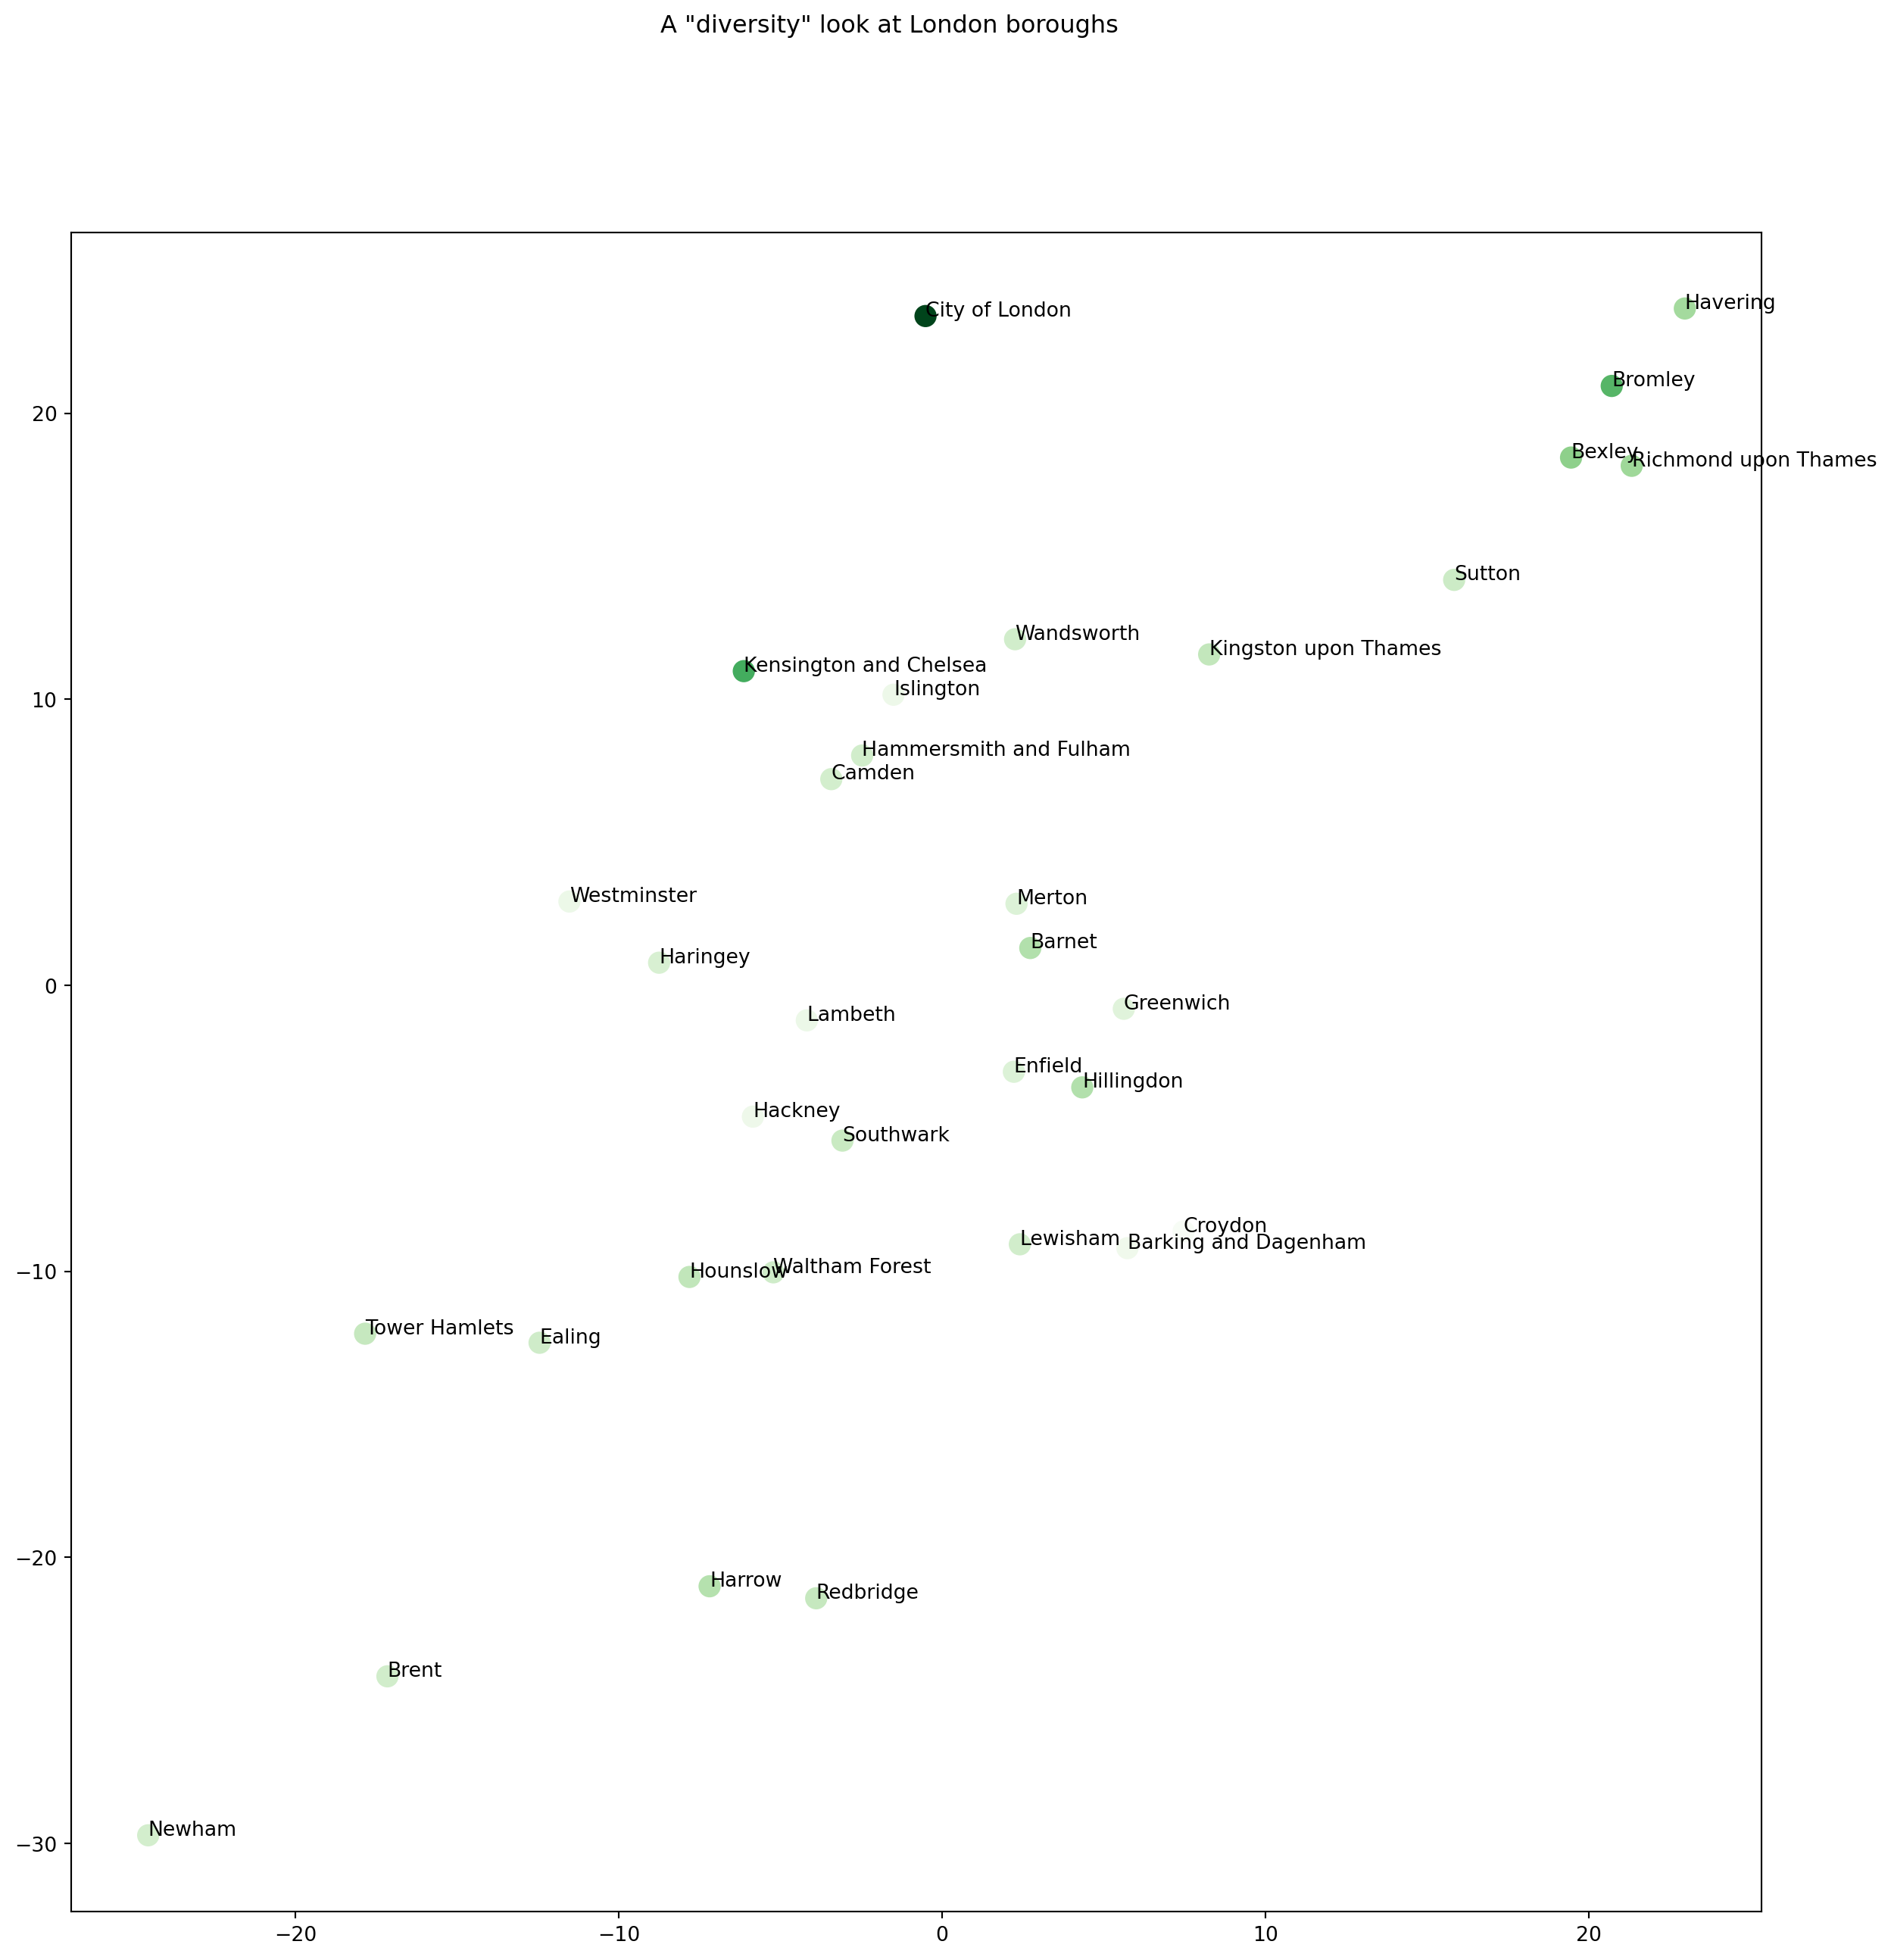 A "diversity" look at London boroughs
City of London
Havering
Bromley
20
Bexley
Richmond upon Thames
Sutton
Wandsworth
Kingston upon Thames
Kensington and Chelsea
Islington
10
Hammersmith and Fulham
Camden
Westminster
Merton
Barnet
Haringey
0
Greenwich
Lambeth
Enfield
Hillingdon
Hackney
Southwark
Croydon
Lewisham
Barking and Dagenham
Waltham Forest
Hounslow
−10
Tower Hamlets
Ealing
−20
Harrow
Redbridge
Brent
Newham
−30
−20 −10 0 10 20